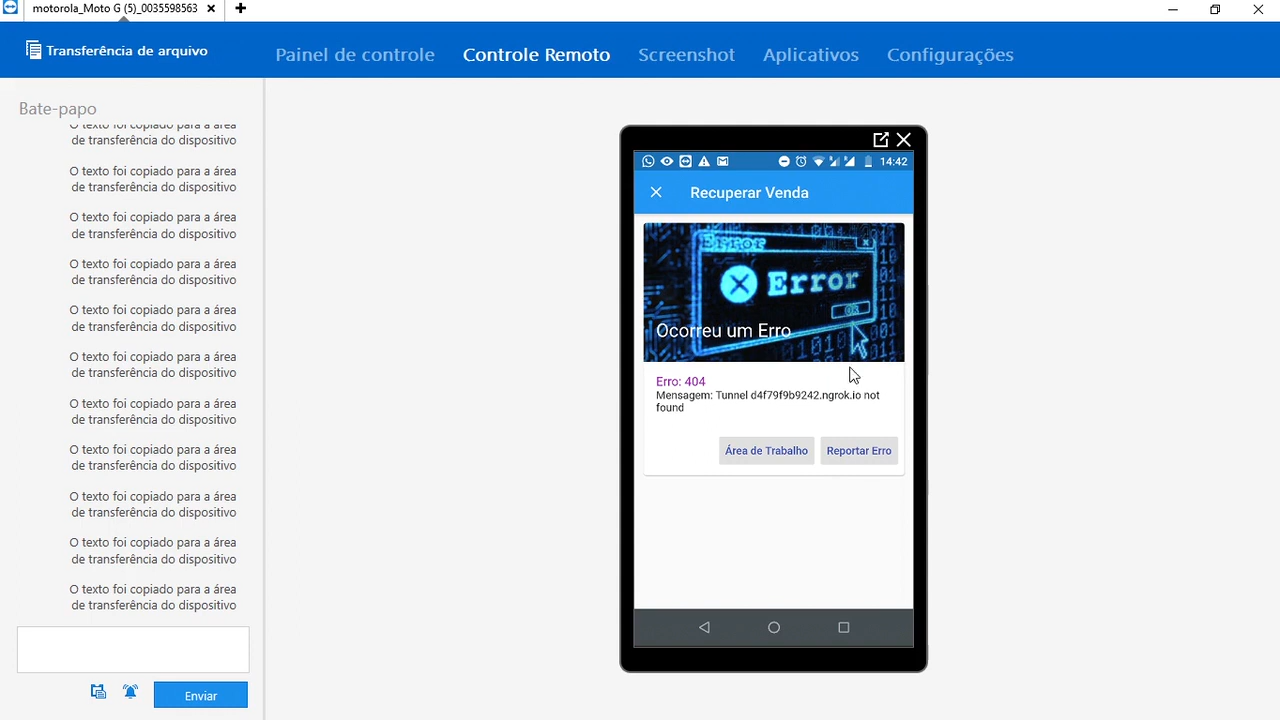 motorola_Moto G (5)_0035598563
Transferência de arquivo
Painel de controle
Controle Remoto
Screenshot
Aplicativos
Configurações
Bate-papo
O texto foi copiado para a área
de transferência do dispositivo
O texto foi copiado para a área
de transferência do dispositivo
O texto foi copiado para a área
de transferência do dispositivo
O texto foi copiado para a área
de transferência do dispositivo
O texto foi copiado para a área
de transferência do dispositivo
O texto foi copiado para a área
de transferência do dispositivo
O texto foi copiado para a área
de transferência do dispositivo
O texto foi copiado para a área
de transferência do dispositivo
O texto foi copiado para a área
de transferência do dispositivo
O texto foi copiado para a área
de transferência do dispositivo
O texto foi copiado para a área
de transferência do dispositivo
Enviar
14:42
Recuperar Venda
Error
Error
OK
Ocorreu um Erro
Erro: 404
Mensagem: Tunnel d4f79f9b9242.ngrok.io not
found
Área de Trabalho
Reportar Erro